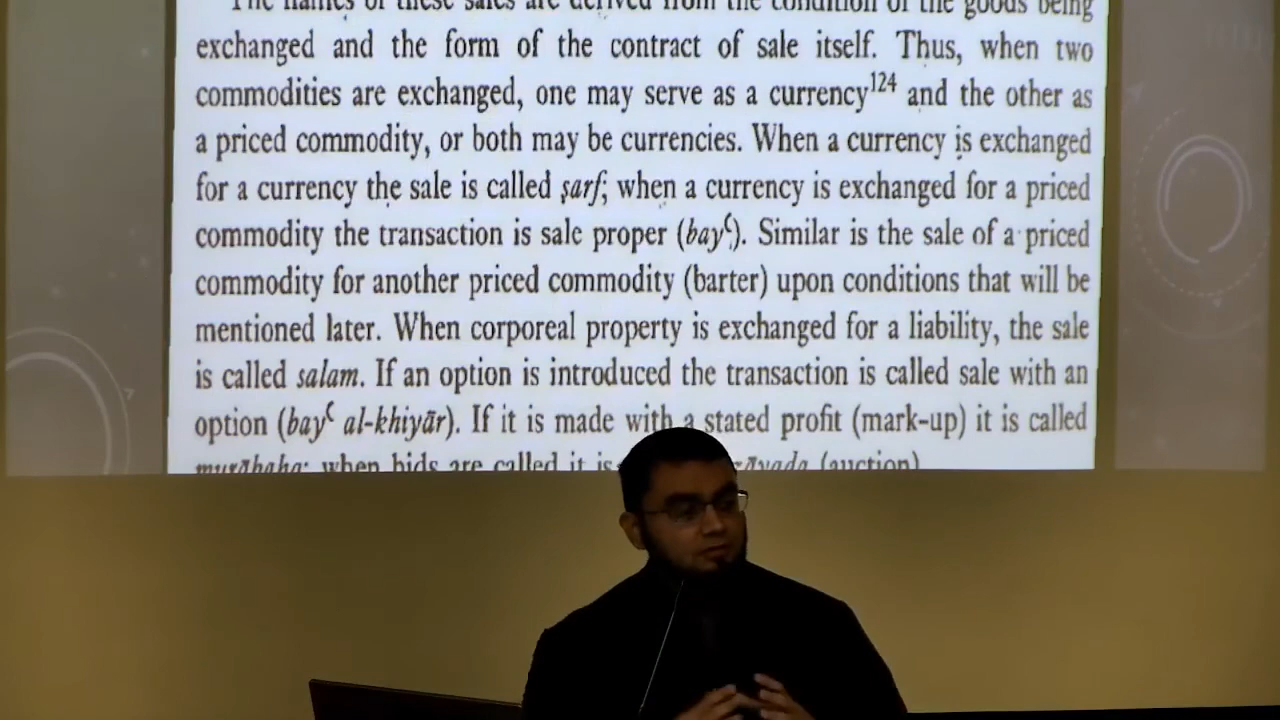 The names of these sales are derived from the condition of the goods being
exchanged and the form of the contract of sale itself. Thus, when two
commodities are exchanged, one may serve as a currency¹²⁴ and the other as
a priced commodity, or both may be currencies. When a currency is exchanged
for a currency the sale is called ṣarf; when a currency is exchanged for a priced
commodity the transaction is sale proper (bayʿ). Similar is the sale of a priced
commodity for another priced commodity (barter) upon conditions that will be
mentioned later. When corporeal property is exchanged for a liability, the sale
is called salam. If an option is introduced the transaction is called sale with an
option (bayʿ al-khiyār). If it is made with a stated profit (mark-up) it is called
murābaḥa; when bids are called it is (auction)